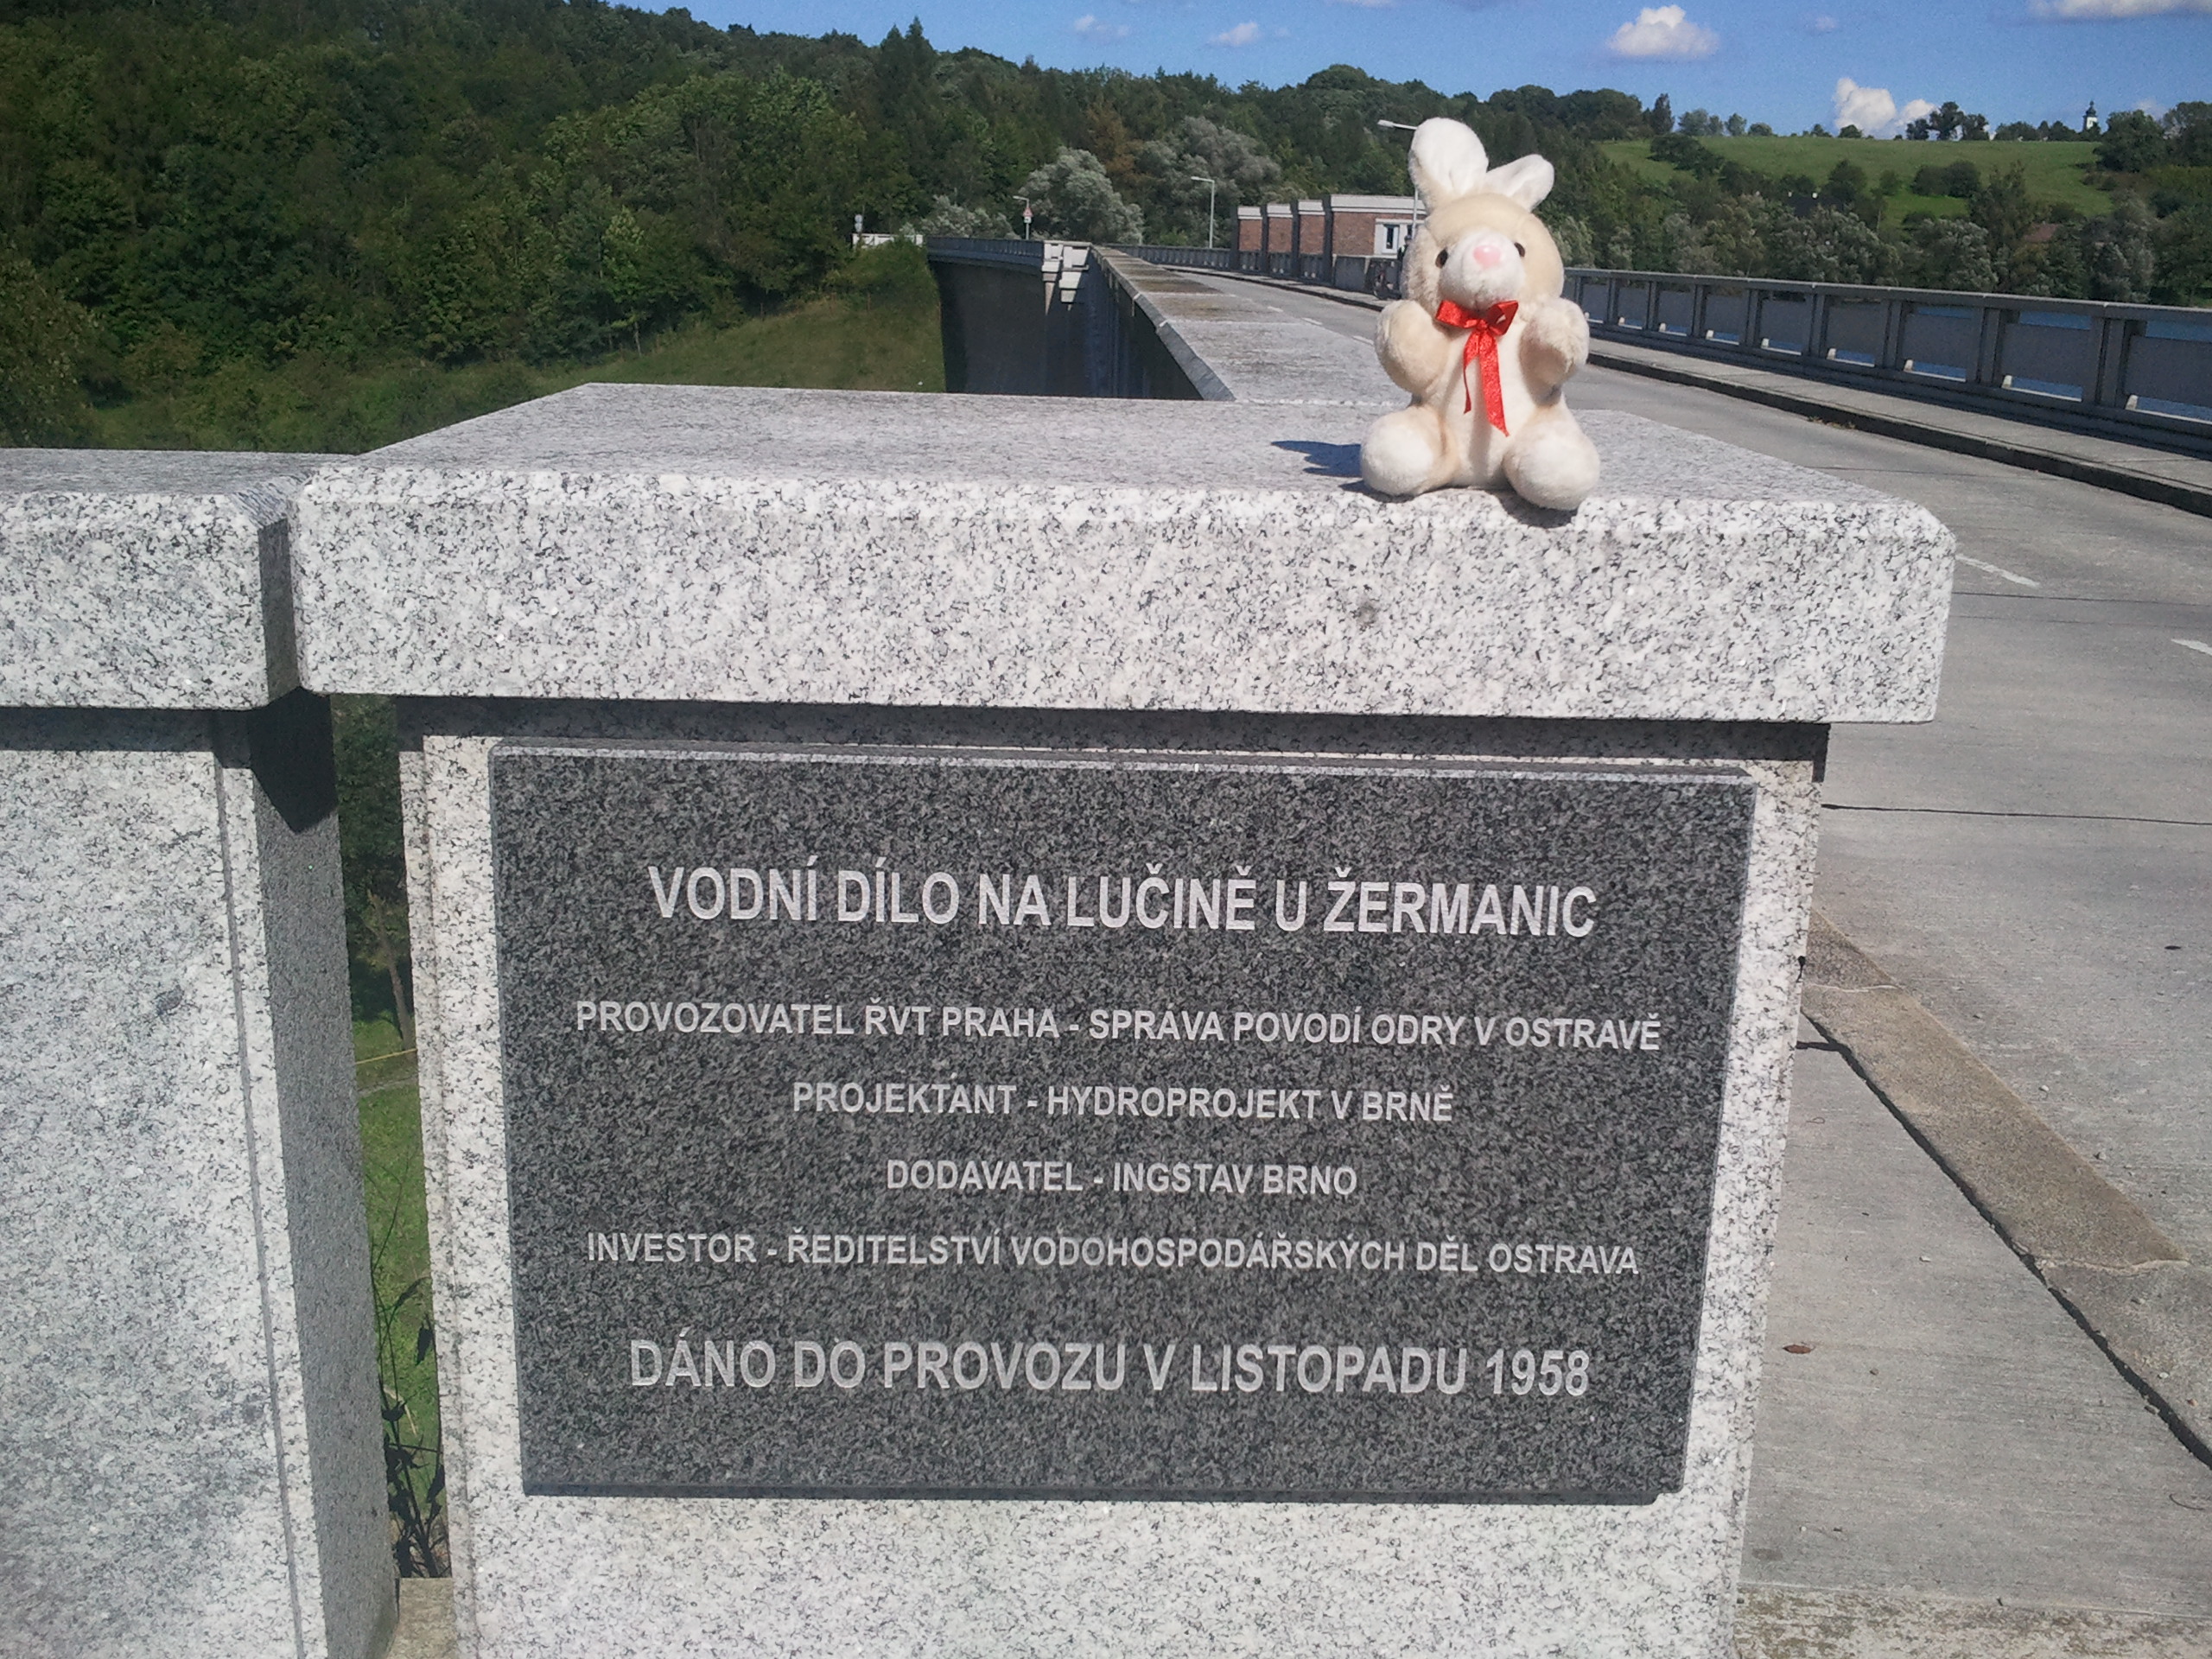 VODNÍ DÍLO NA LUČINĚ U ŽERMANIC
PROVOZOVATEL ŘVT PRAHA - SPRÁVA POVODÍ ODRY V OSTRAVĚ
PROJEKTANT - HYDROPROJEKT V BRNĚ
DODAVATEL - INGSTAV BRNO
INVESTOR - ŘEDITELSTVÍ VODOHOSPODÁŘSKÝCH DĚL OSTRAVA
DÁNO DO PROVOZU V LISTOPADU 1958